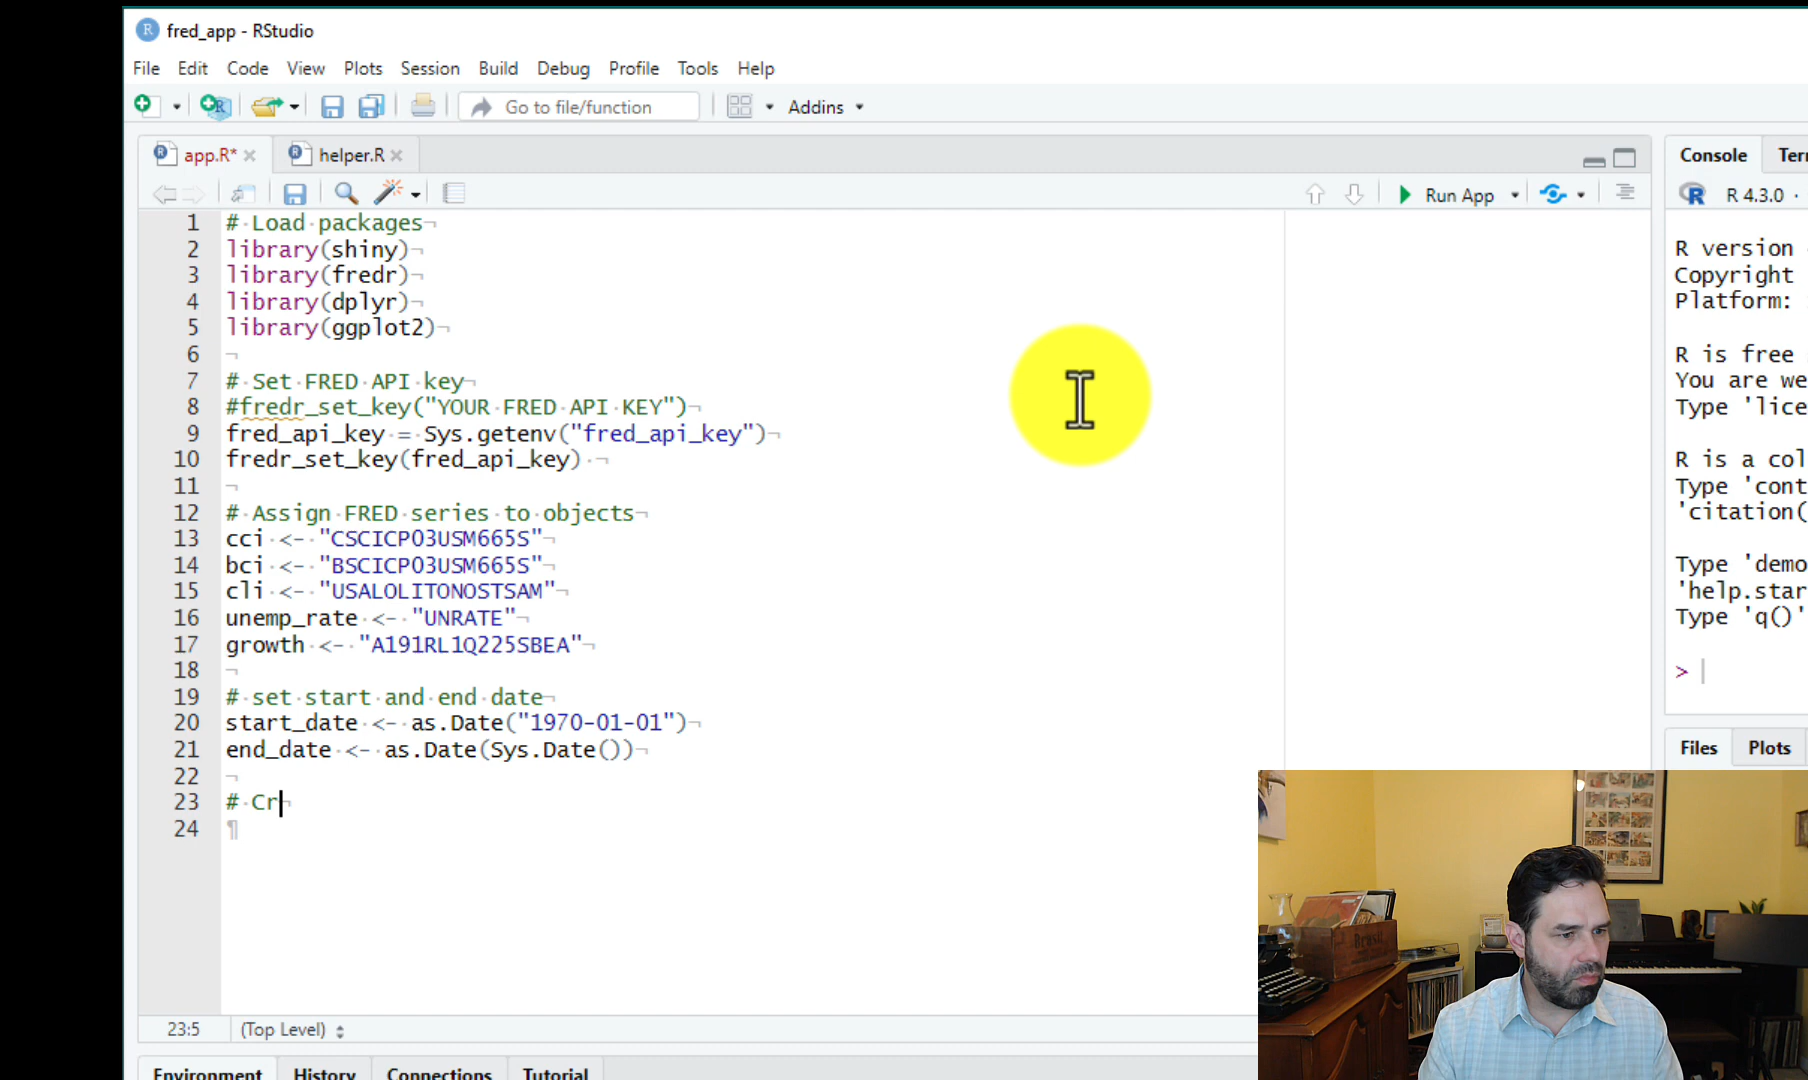 fred_app - RStudio
File Edit Code View Plots Session Build Debug Profile Tools Help
Go to file/function Addins
app.R* helper.R
Run App
1 # Load packages
2 library(shiny)
3 library(fredr)
4 library(dplyr)
5 library(ggplot2)
6
7 # Set FRED API key
8 #fredr_set_key("YOUR FRED API KEY")
9 fred_api_key = Sys.getenv("fred_api_key")
10 fredr_set_key(fred_api_key)
11
12 # Assign FRED series to objects
13 cci <- "CSCICP03USM665S"
14 bci <- "BSCICP03USM665S"
15 cli <- "USALOLITONOSTSAM"
16 unemp_rate <- "UNRATE"
17 growth <- "A191RL1Q225SBEA"
18
19 # set start and end date
20 start_date <- as.Date("1970-01-01")
21 end_date <- as.Date(Sys.Date())
22
23 # Cr
24
23:5 (Top Level)
Environment History Connections Tutorial
Console Ter
R 4.3.0 ·
R version
Copyright
Platform:
R is free
You are we
Type 'lice
R is a col
Type 'cont
'citation(
Type 'demo
'help.star
Type 'q()'
>
Files Plots